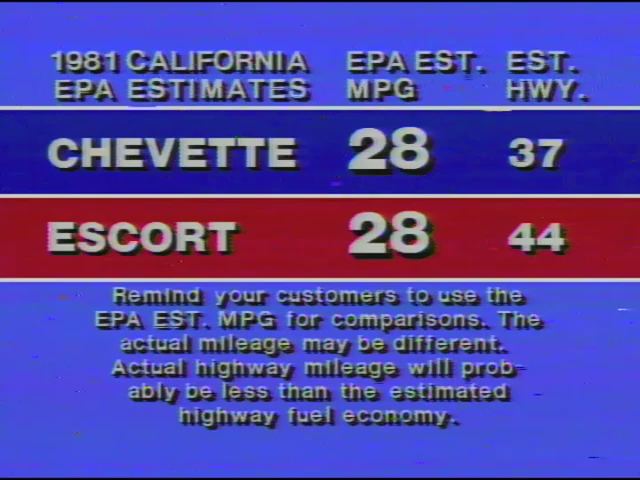 1981 CALIFORNIA EPA EST. EST.
EPA ESTIMATES MPG HWY.
CHEVETTE 28 37
ESCORT 28 44
Remind your customers to use the
EPA EST. MPG for comparisons. The
actual mileage may be different.
Actual highway mileage will prob-
ably be less than the estimated
highway fuel economy.